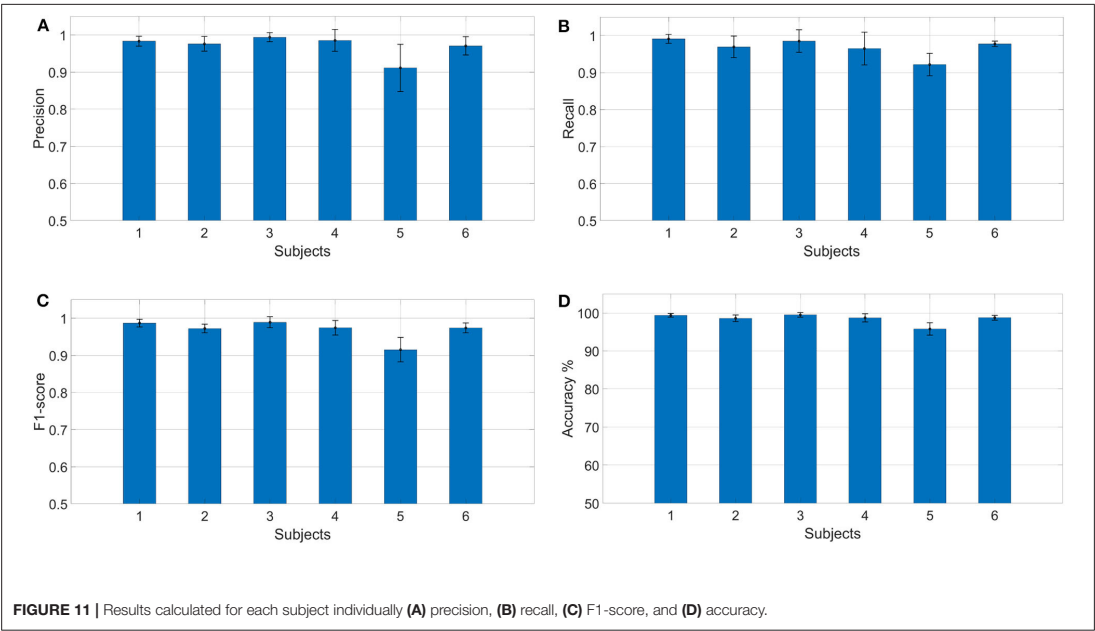 A
1
0.9
0.8
0.7
0.6
0.5
Precision
1 2 3 4 5 6
Subjects
B
1
0.9
0.8
0.7
0.6
0.5
Recall
1 2 3 4 5 6
Subjects
C
1
0.9
0.8
0.7
0.6
0.5
F1-score
1 2 3 4 5 6
Subjects
D
100
90
80
70
60
50
Accuracy %
1 2 3 4 5 6
Subjects
FIGURE 11 | Results calculated for each subject individually (A) precision, (B) recall, (C) F1-score, and (D) accuracy.